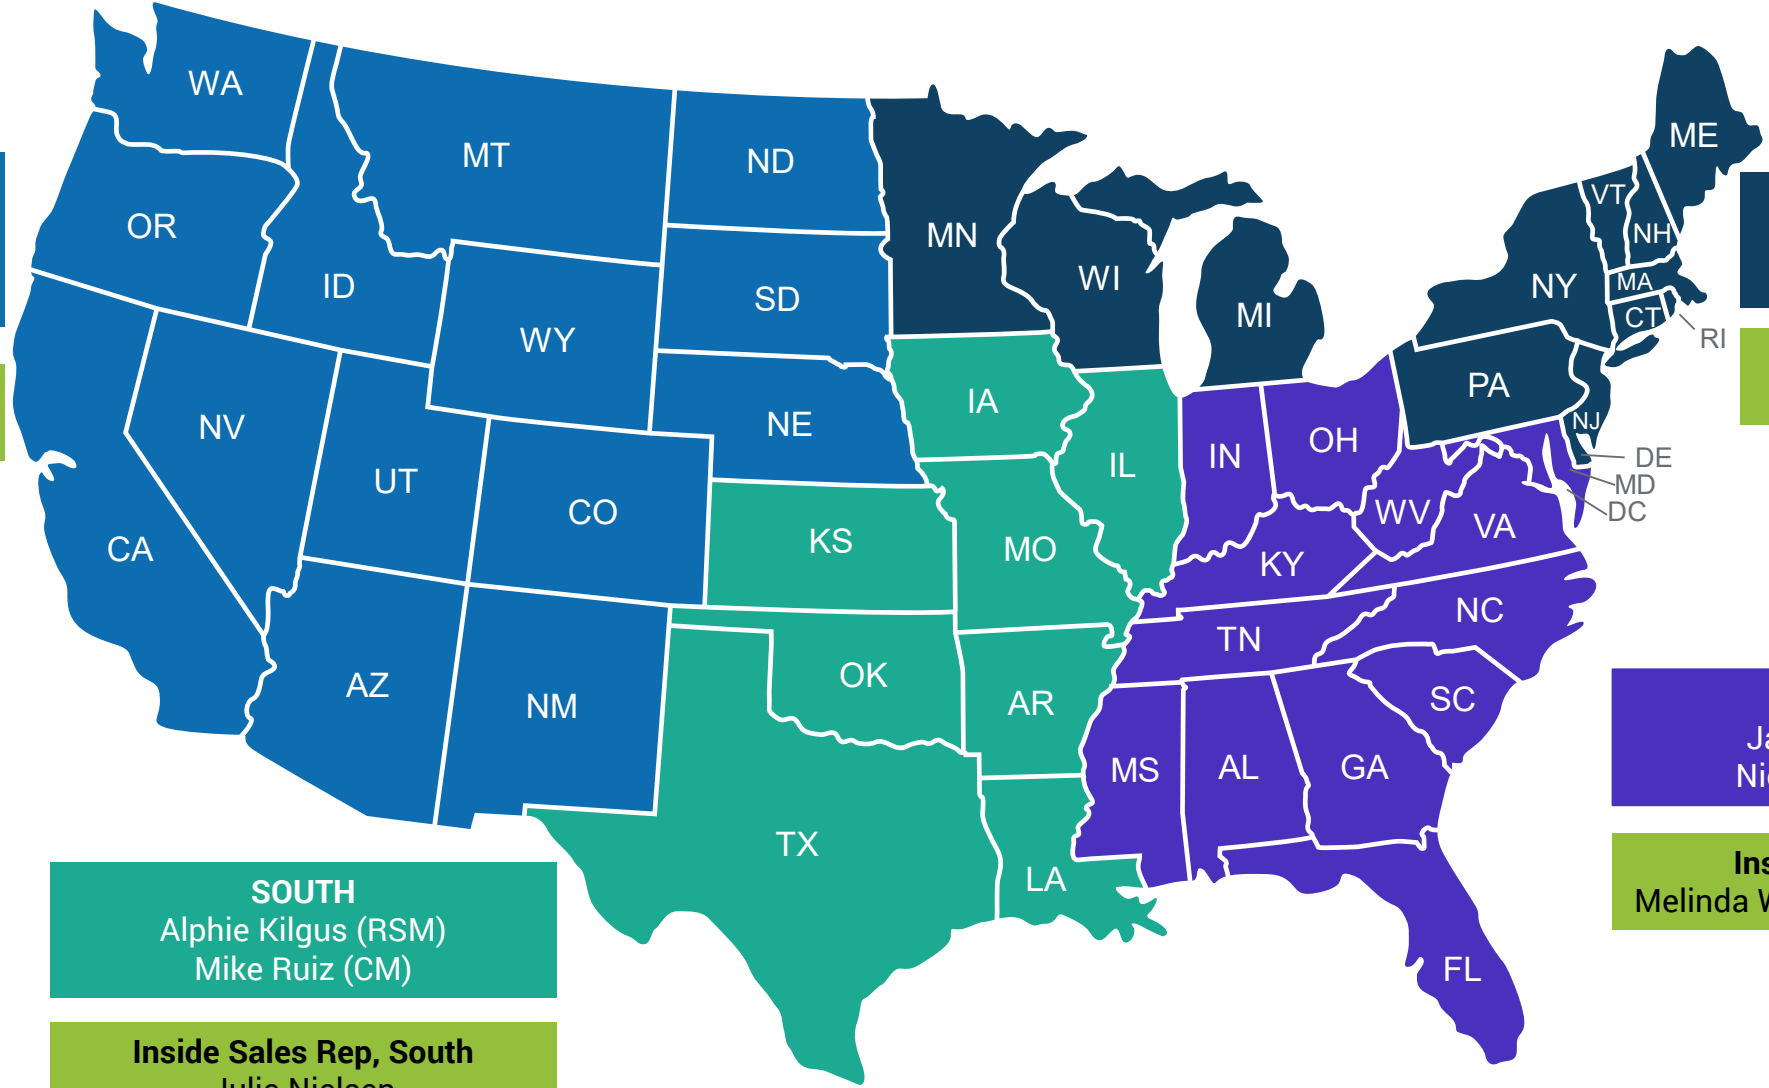 WA
MT
ND
MN
ME
VT
NH
OR
ID
WY
SD
WI
MI
NY
MA
CT
RI
NV
UT
CO
NE
IA
IL
IN
OH
PA
NJ
DE
MD
DC
CA
KS
MO
KY
WV
VA
AZ
NM
OK
AR
TN
NC
SC
TX
LA
MS
AL
GA
FL
SOUTH
Alphie Kilgus (RSM)
Mike Ruiz (CM)
Inside Sales Rep, South
Julie Nielsen
Melinda